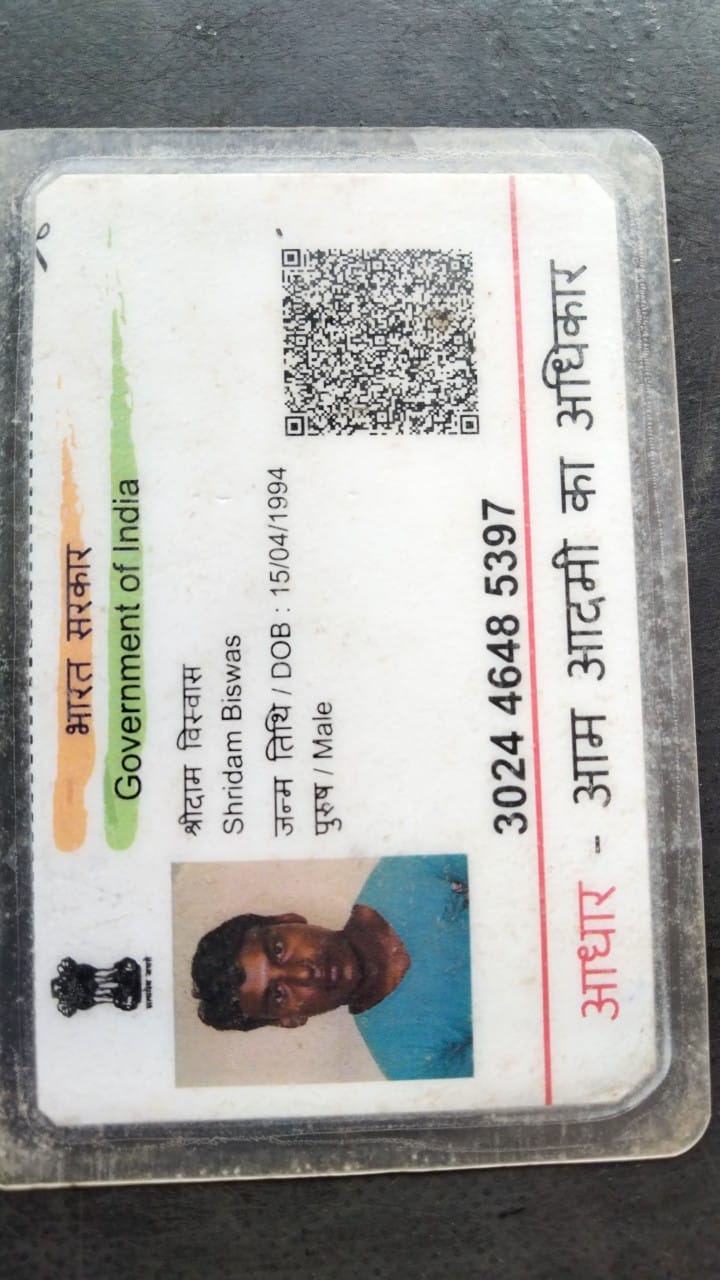 भारत सरकार
Government of India
श्रीदाम विस्वास
Shridam Biswas
जन्म तिथि / DOB : 15/04/1994
पुरुष / Male
3024 4648 5397
आधार - आम आदमी का अधिकार
सत्यमेव जयते